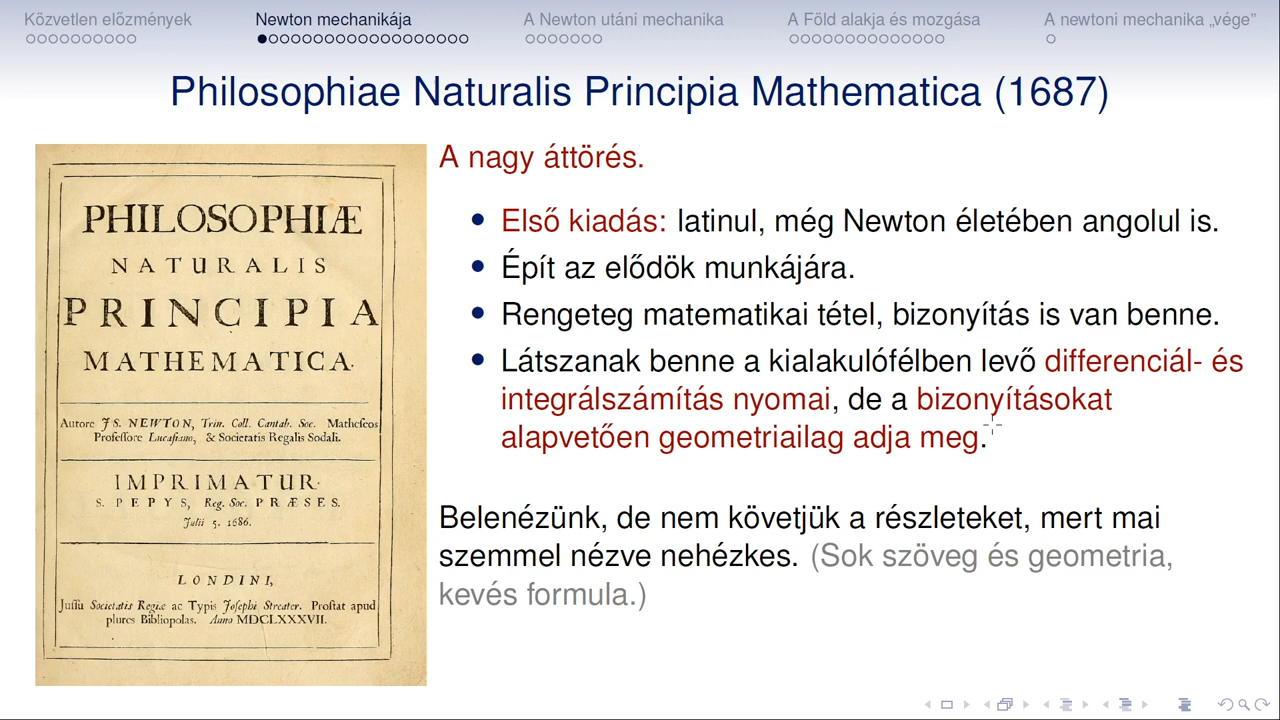 Közvetlen előzmények
Newton mechanikája
A Newton utáni mechanika
A Föld alakja és mozgása
A newtoni mechanika „vége”
Philosophiae Naturalis Principia Mathematica (1687)
PHILOSOPHIÆ
NATURALIS
PRINCIPIA
MATHEMATICA.
Autore JS. NEWTON, Trin. Coll. Cantab. Soc. Matheseos
Professore Lucasiano, & Societatis Regalis Sodali.
IMPRIMATUR.
S. PEPYS, Reg. Soc. PRÆSES.
Julii 5. 1686.
LONDINI,
Jussu Societatis Regiæ ac Typis Josephi Streater. Prostat apud
plures Bibliopolas. Anno MDCLXXXVII.
A nagy áttörés.
Első kiadás: latinul, még Newton életében angolul is.
Épít az elődök munkájára.
Rengeteg matematikai tétel, bizonyítás is van benne.
Látszanak benne a kialakulófélben levő differenciál- és
integrálszámítás nyomai, de a bizonyításokat
alapvetően geometriailag adja meg.
Belenézünk, de nem követjük a részleteket, mert mai
szemmel nézve nehézkes. (Sok szöveg és geometria,
kevés formula.)